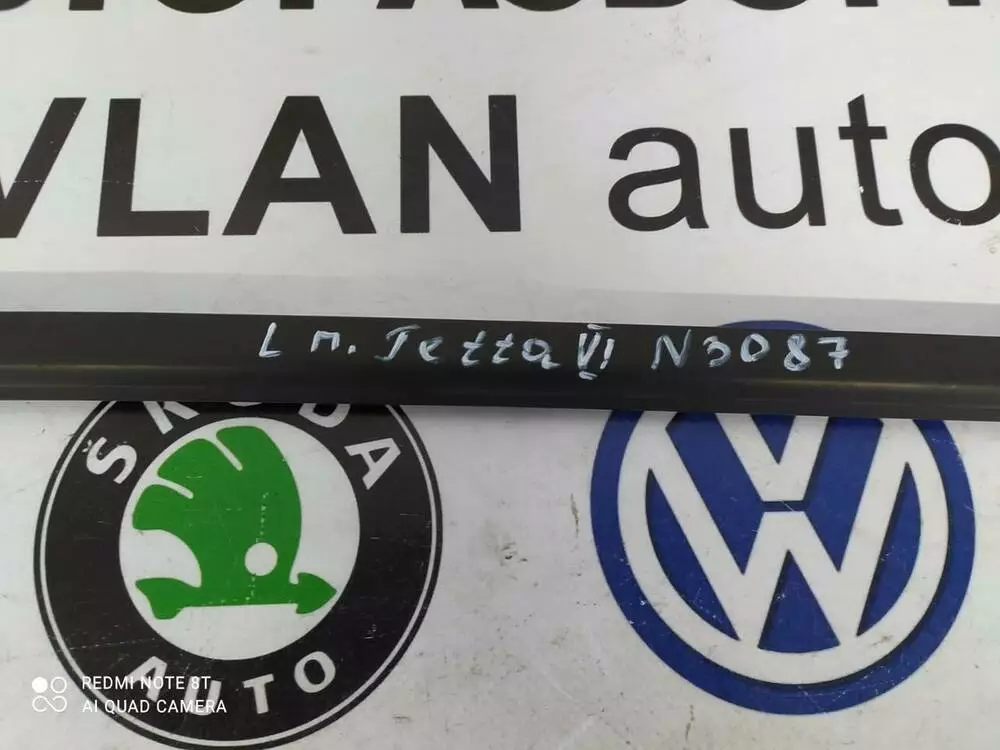 VLAN auto
L п. Jetta VI N3087
ŠKODA
AUTO
REDMI NOTE 8T
AI QUAD CAMERA